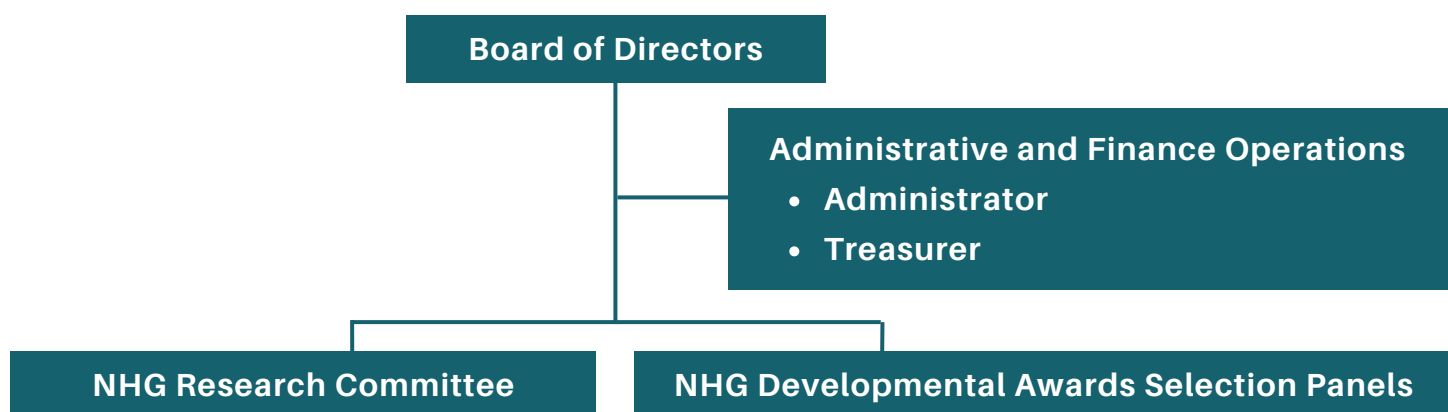 Board of Directors
Administrative and Finance Operations
• Administrator
• Treasurer
NHG Research Committee
NHG Developmental Awards Selection Panels